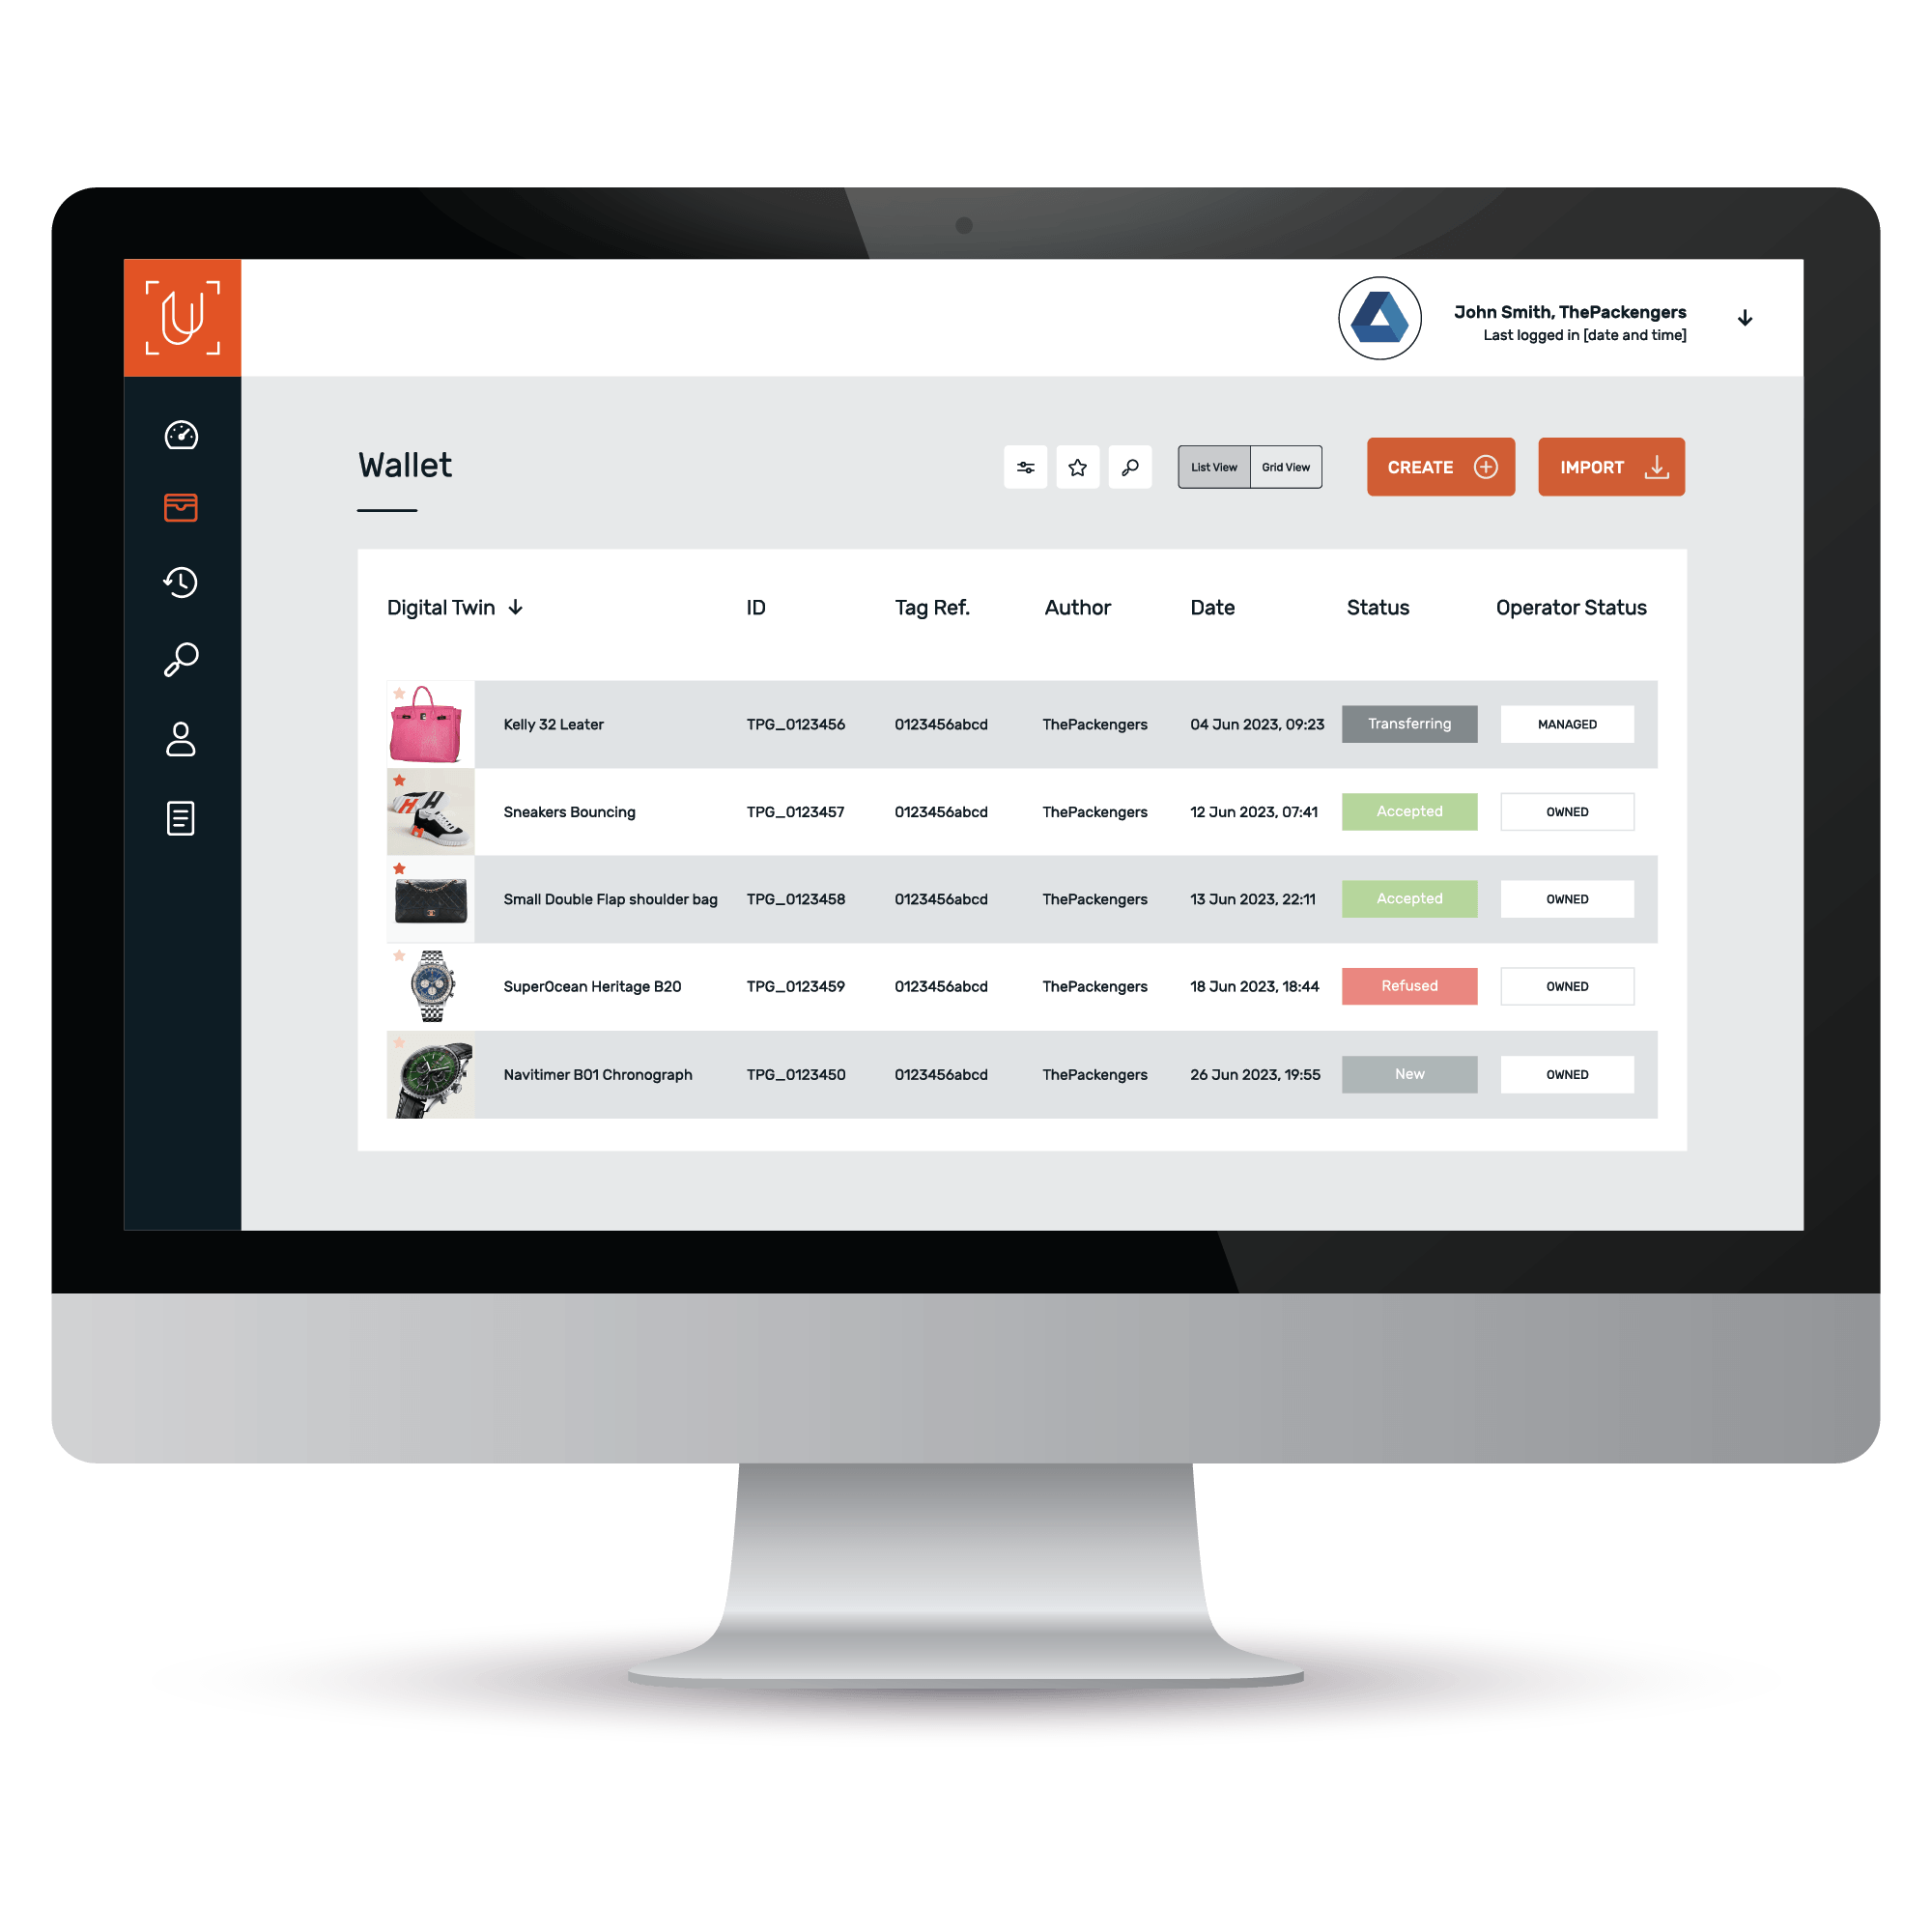 John Smith, ThePackengers
Last logged in [date and time]
Wallet
List View Grid View CREATE IMPORT
Digital Twin ID Tag Ref. Author Date Status Operator Status
Kelly 32 Leater TPG_0123456 0123456abcd ThePackengers 04 Jun 2023, 09:23 Transferring MANAGED
Sneakers Bouncing TPG_0123457 0123456abcd ThePackengers 12 Jun 2023, 07:41 Accepted OWNED
Small Double Flap shoulder bag TPG_0123458 0123456abcd ThePackengers 13 Jun 2023, 22:11 Accepted OWNED
SuperOcean Heritage B20 TPG_0123459 0123456abcd ThePackengers 18 Jun 2023, 18:44 Refused OWNED
Navitimer B01 Chronograph TPG_0123450 0123456abcd ThePackengers 26 Jun 2023, 19:55 New OWNED